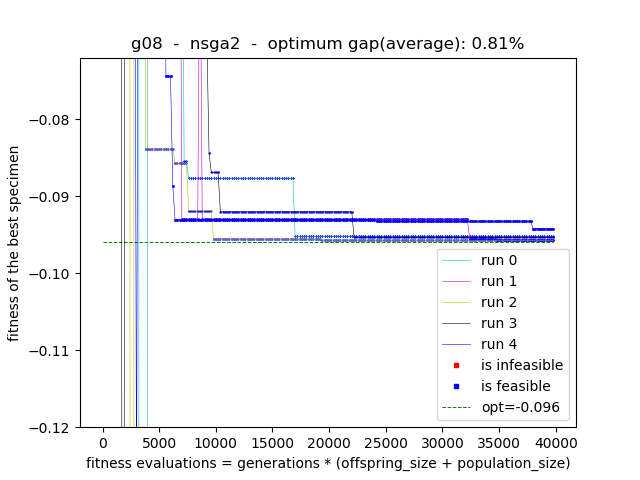 g08 - nsga2 - optimum gap(average): 0.81%
fitness of the best specimen
−0.08
−0.09
−0.10
−0.11
−0.12
run 0
run 1
run 2
run 3
run 4
is infeasible
is feasible
opt=-0.096
0 5000 10000 15000 20000 25000 30000 35000 40000
fitness evaluations = generations * (offspring_size + population_size)